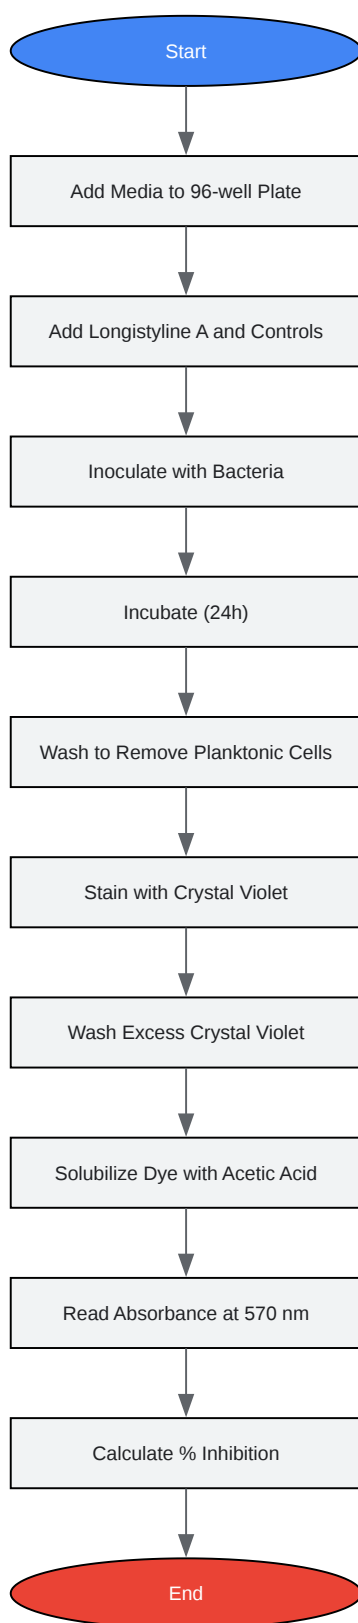 Start
Add Media to 96-well Plate
Add Longistyline A and Controls
Inoculate with Bacteria
Incubate (24h)
Wash to Remove Planktonic Cells
Stain with Crystal Violet
Wash Excess Crystal Violet
Solubilize Dye with Acetic Acid
Read Absorbance at 570 nm
Calculate % Inhibition
End